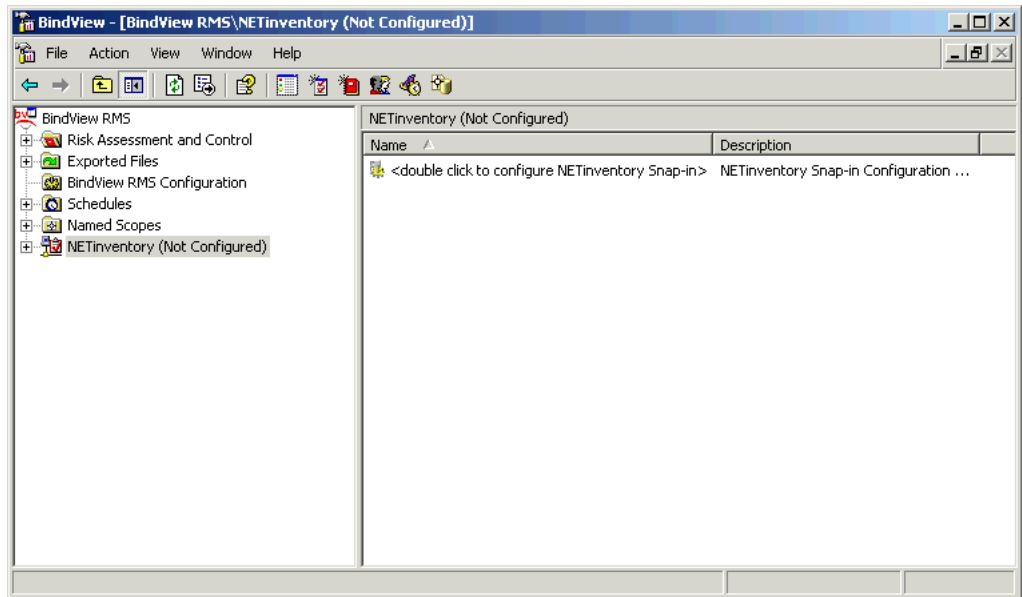 BindView - [BindView RMS\NETinventory (Not Configured)]
File Action View Window Help
BindView RMS
Risk Assessment and Control
Exported Files
BindView RMS Configuration
Schedules
Named Scopes
NETinventory (Not Configured)
NETinventory (Not Configured)
Name Description
<double click to configure NETinventory Snap-in> NETinventory Snap-in Configuration ...